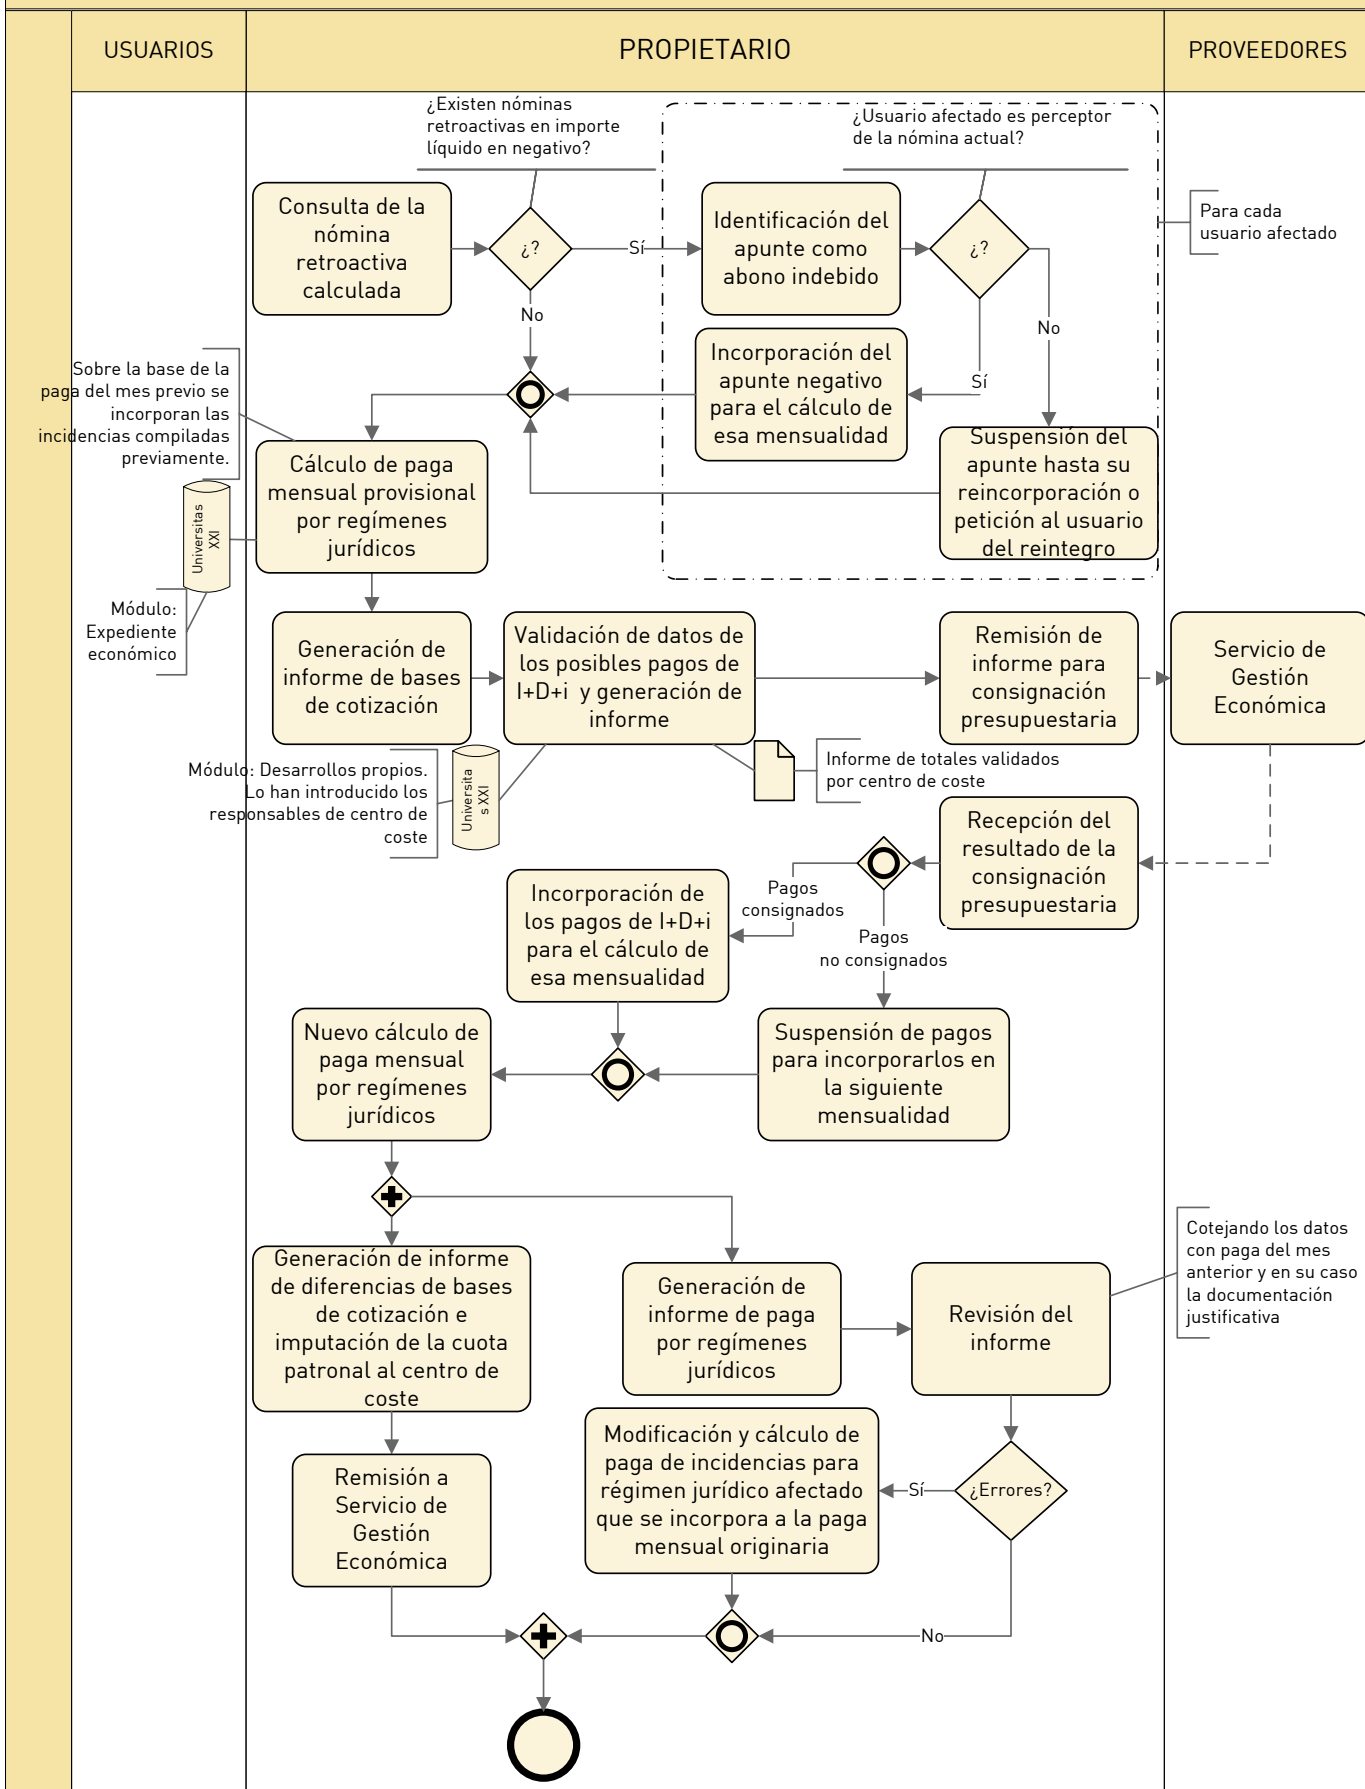 USUARIOS
PROPIETARIO
PROVEEDORES
¿Existen nóminas
retroactivas en importe
líquido en negativo?
¿Usuario afectado es perceptor
de la nómina actual?
Consulta de la
nómina
retroactiva
calculada
¿?
Sí
No
Identificación del
apunte como
abono indebido
¿?
Sí
No
Para cada
usuario afectado
Incorporación del
apunte negativo
para el cálculo de
esa mensualidad
Suspensión del
apunte hasta su
reincorporación o
petición al usuario
del reintegro
Sobre la base de la
paga del mes previo se
incorporan las
incidencias compiladas
previamente.
Cálculo de paga
mensual provisional
por regímenes
jurídicos
Universitas
XXI
Módulo:
Expediente
económico
Generación de
informe de bases
de cotización
Validación de datos de
los posibles pagos de
I+D+i y generación de
informe
Remisión de
informe para
consignación
presupuestaria
Servicio de
Gestión
Económica
Módulo: Desarrollos propios.
Lo han introducido los
responsables de centro de
coste
Universita
s XXI
Informe de totales validados
por centro de coste
Recepción del
resultado de la
consignación
presupuestaria
Pagos
consignados
Pagos
no consignados
Incorporación de
los pagos de I+D+i
para el cálculo de
esa mensualidad
Nuevo cálculo de
paga mensual
por regímenes
jurídicos
Suspensión de pagos
para incorporarlos en
la siguiente
mensualidad
Generación de informe
de diferencias de bases
de cotización e
imputación de la cuota
patronal al centro de
coste
Generación de
informe de paga
por regímenes
jurídicos
Revisión del
informe
Cotejando los datos
con paga del mes
anterior y en su caso
la documentación
justificativa
Remisión a
Servicio de
Gestión
Económica
Modificación y cálculo de
paga de incidencias para
régimen jurídico afectado
que se incorpora a la paga
mensual originaria
Sí
¿Errores?
No